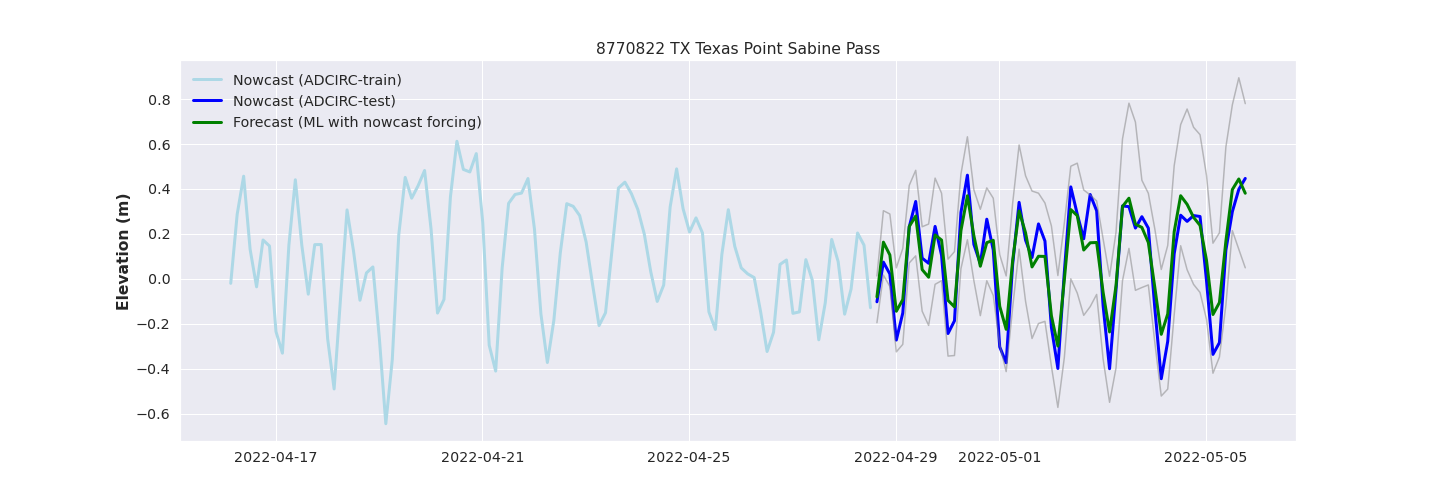 8770822 TX Texas Point Sabine Pass
Nowcast (ADCIRC-train)
Nowcast (ADCIRC-test)
Forecast (ML with nowcast forcing)
Elevation (m)
0.8
0.6
0.4
0.2
0.0
−0.2
−0.4
−0.6
2022-04-17 2022-04-21 2022-04-25 2022-04-29 2022-05-01 2022-05-05